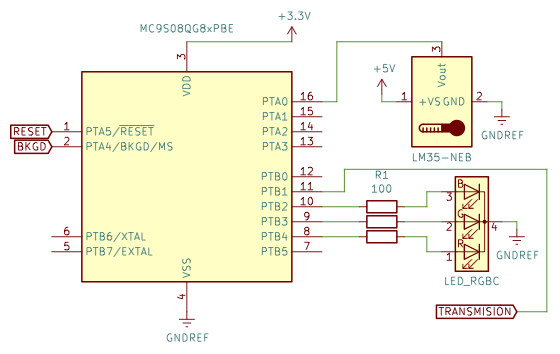 +3.3V
MC9S08QG8xPBE
3
VDD
PTA0 16
PTA1 15
PTA2 14
PTA3 13
RESET 1 PTA5/RESET
BKGD 2 PTA4/BKGD/MS
PTB0 12
PTB1 11
PTB2 10
PTB3 9
PTB4 8
PTB5 7
6 PTB6/XTAL
5 PTB7/EXTAL
VSS
4
GNDREF
3
Vout
+5V
1 +VS GND 2
GNDREF
LM35-NEB
R1
100
3 B
2 G 4
1 R
GNDREF
LED_RGBC
TRANSMISION